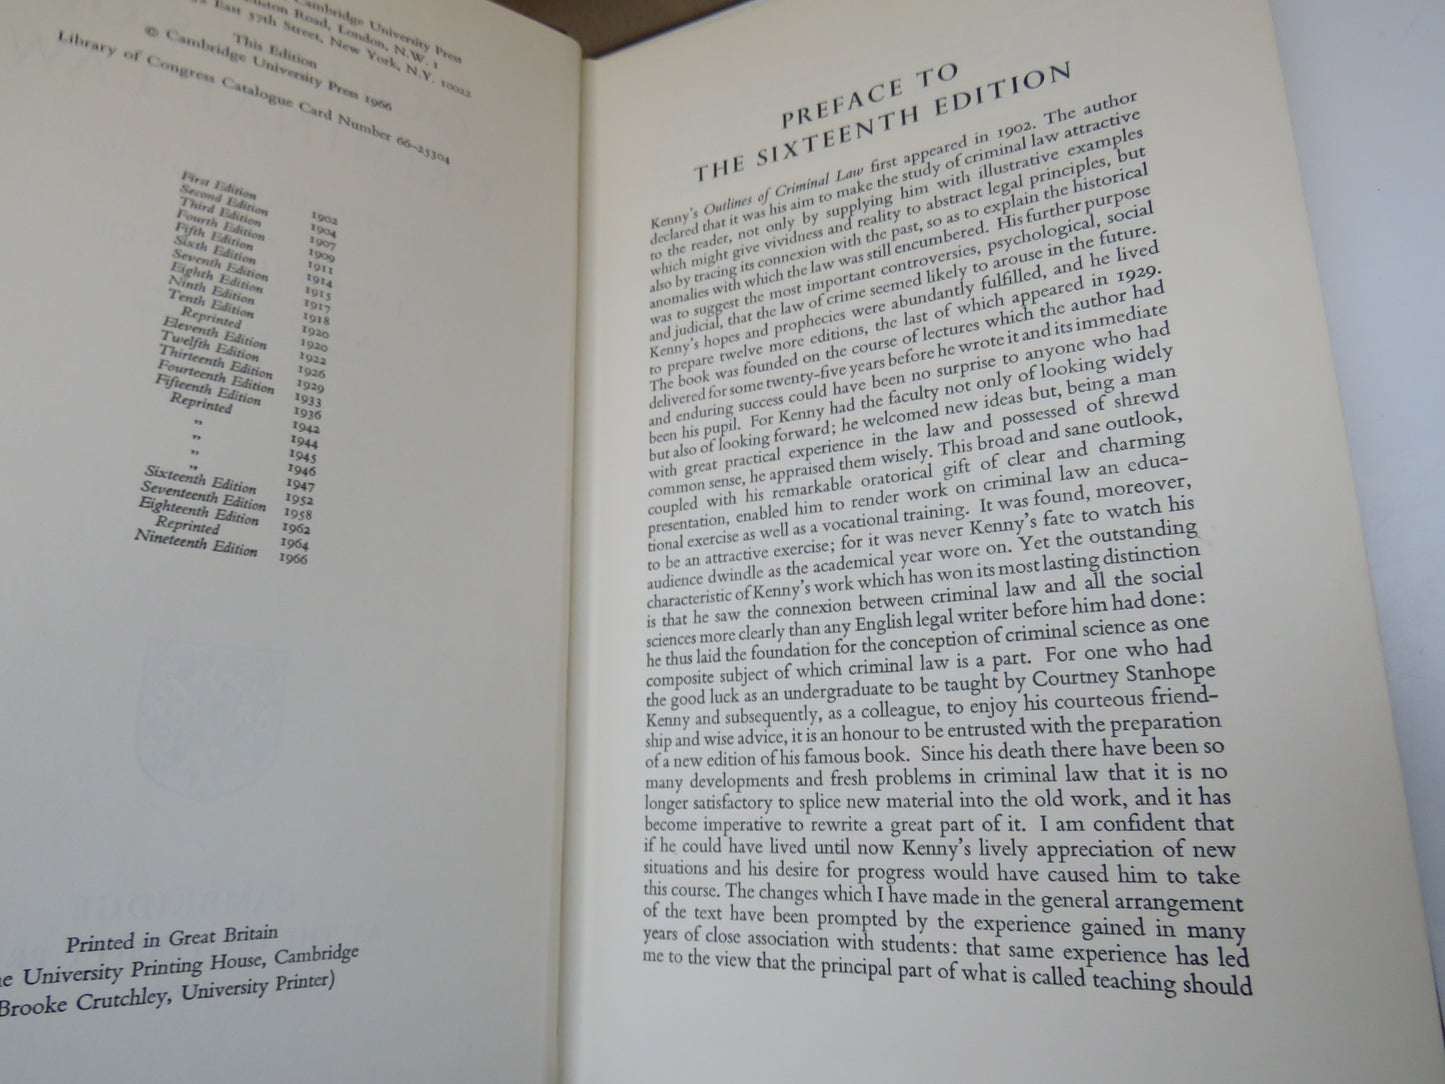 Cambridge University Press
Euston Road, London, N.W. 1
East 57th Street, New York, N.Y. 10022
This Edition
© Cambridge University Press 1966
Library of Congress Catalogue Card Number 66-25304
First Edition 1902
Second Edition 1904
Third Edition 1907
Fourth Edition 1909
Fifth Edition 1911
Sixth Edition 1914
Seventh Edition 1915
Eighth Edition 1917
Ninth Edition 1918
Tenth Edition 1920
Reprinted 1920
Eleventh Edition 1922
Twelfth Edition 1926
Thirteenth Edition 1929
Fourteenth Edition 1933
Fifteenth Edition 1936
Reprinted 1942
„ 1944
„ 1945
„ 1946
„ 1947
Sixteenth Edition 1952
Seventeenth Edition 1958
Eighteenth Edition 1962
Reprinted 1964
Nineteenth Edition 1966
Printed in Great Britain
University Printing House, Cambridge
Brooke Crutchley, University Printer)
PREFACE TO
THE SIXTEENTH EDITION
Kenny's Outlines of Criminal Law first appeared in 1902. The author
declared that it was his aim to make the study of criminal law attractive
to the reader, not only by supplying him with illustrative examples
which might give vividness and reality to abstract legal principles, but
also by tracing its connexion with the past, so as to explain the historical
anomalies with which the law was still encumbered. His further purpose
was to suggest the most important controversies, psychological, social
and judicial, that the law of crime seemed likely to arouse in the future.
Kenny's hopes and prophecies were abundantly fulfilled, and he lived
to prepare twelve more editions, the last of which appeared in 1929.
The book was founded on the course of lectures which the author had
delivered for some twenty-five years before he wrote it and its immediate
and enduring success could have been no surprise to anyone who had
been his pupil. For Kenny had the faculty not only of looking widely
but also of looking forward; he welcomed new ideas but, being a man
with great practical experience in the law and possessed of shrewd
common sense, he appraised them wisely. This broad and sane outlook,
coupled with his remarkable oratorical gift of clear and charming
presentation, enabled him to render work on criminal law an educa-
tional exercise as well as a vocational training. It was found, moreover,
to be an attractive exercise; for it was never Kenny's fate to watch his
audience dwindle as the academical year wore on. Yet the outstanding
characteristic of Kenny's work which has won its most lasting distinction
is that he saw the connexion between criminal law and all the social
sciences more clearly than any English legal writer before him had done:
he thus laid the foundation for the conception of criminal science as one
composite subject of which criminal law is a part. For one who had
the good luck as an undergraduate to be taught by Courtney Stanhope
Kenny and subsequently, as a colleague, to enjoy his courteous friend-
ship and wise advice, it is an honour to be entrusted with the preparation
of a new edition of his famous book. Since his death there have been so
many developments and fresh problems in criminal law that it is no
longer satisfactory to splice new material into the old work, and it has
become imperative to rewrite a great part of it. I am confident that
if he could have lived until now Kenny's lively appreciation of new
situations and his desire for progress would have caused him to take
this course. The changes which I have made in the general arrangement
of the text have been prompted by the experience gained in many
years of close association with students: that same experience has led
me to the view that the principal part of what is called teaching should